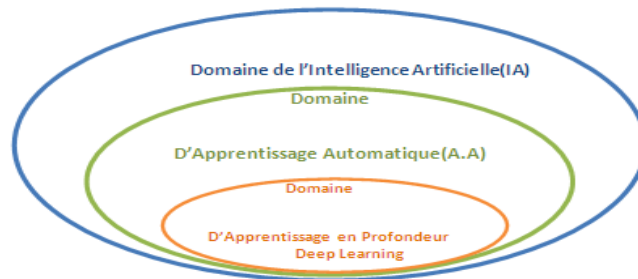 Domaine de l'Intelligence Artificielle(IA)
Domaine
D'Apprentissage Automatique(A.A)
Domaine
D'Apprentissage en Profondeur
Deep Learning